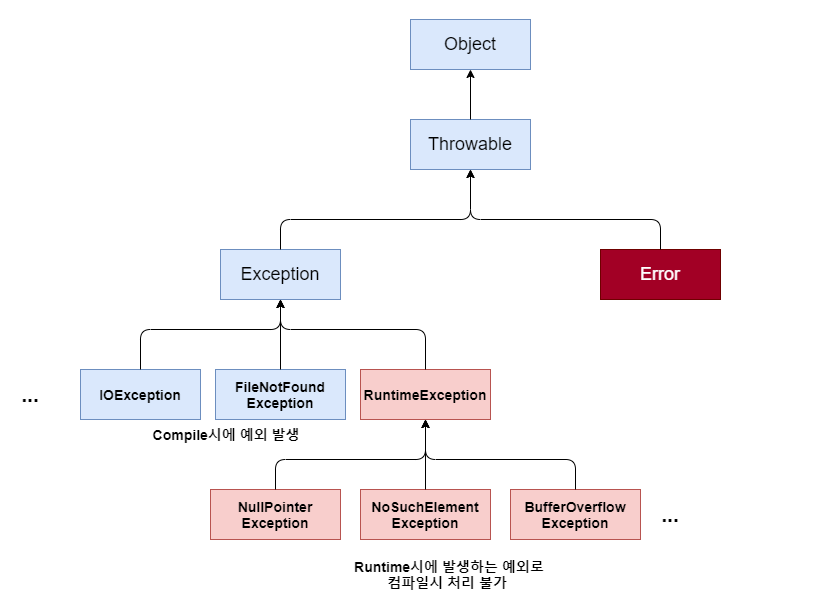 Object
Throwable
Exception
Error
...
IOException
FileNotFound
Exception
RuntimeException
Compile시에 예외 발생
NullPointer
Exception
NoSuchElement
Exception
BufferOverflow
Exception
...
Runtime시에 발생하는 예외로
컴파일시 처리 불가